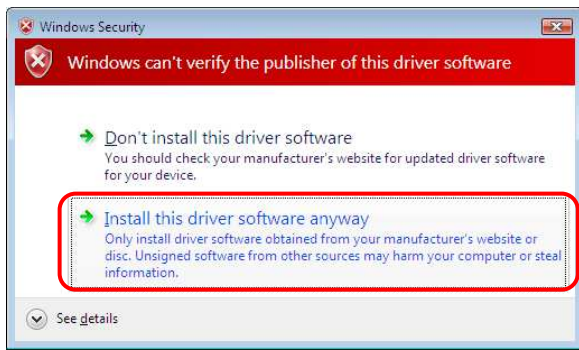 Windows Security
Windows can't verify the publisher of this driver software
Don't install this driver software
You should check your manufacturer's website for updated driver software
for your device.
Install this driver software anyway
Only install driver software obtained from your manufacturer's website or
disc. Unsigned software from other sources may harm your computer or steal
information.
See details